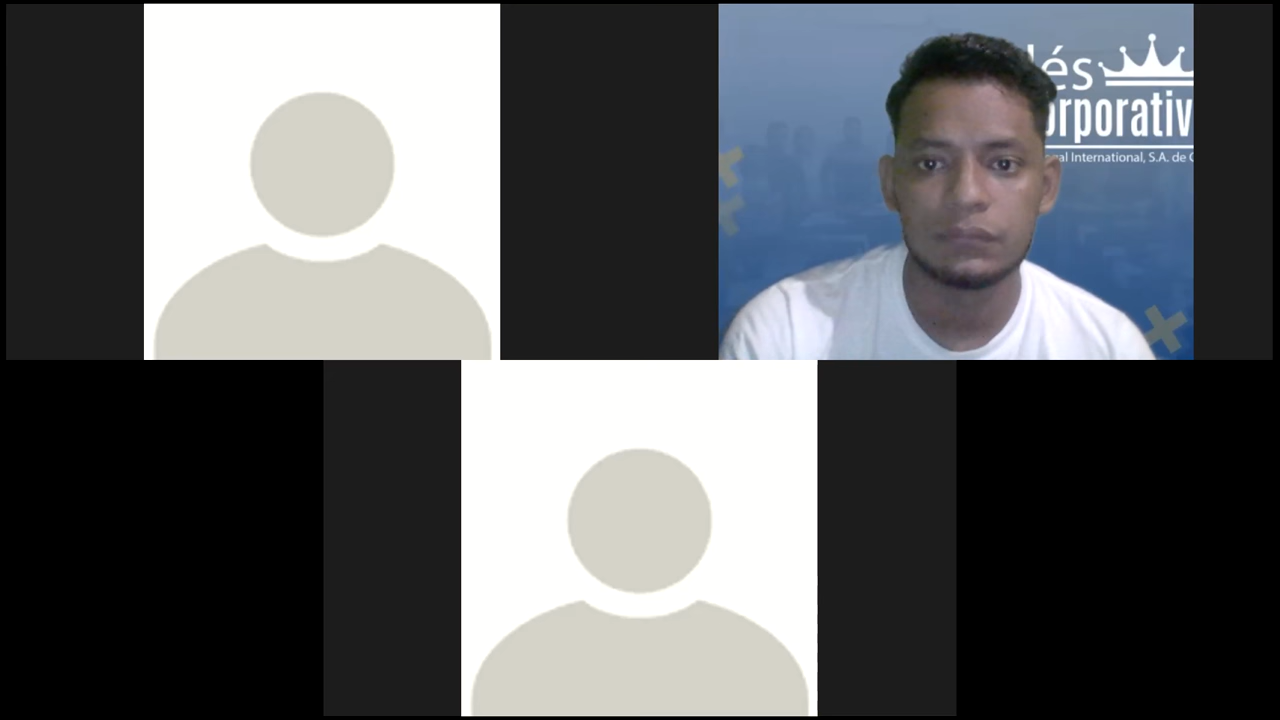 lés
orporativ
al International, S.A. de